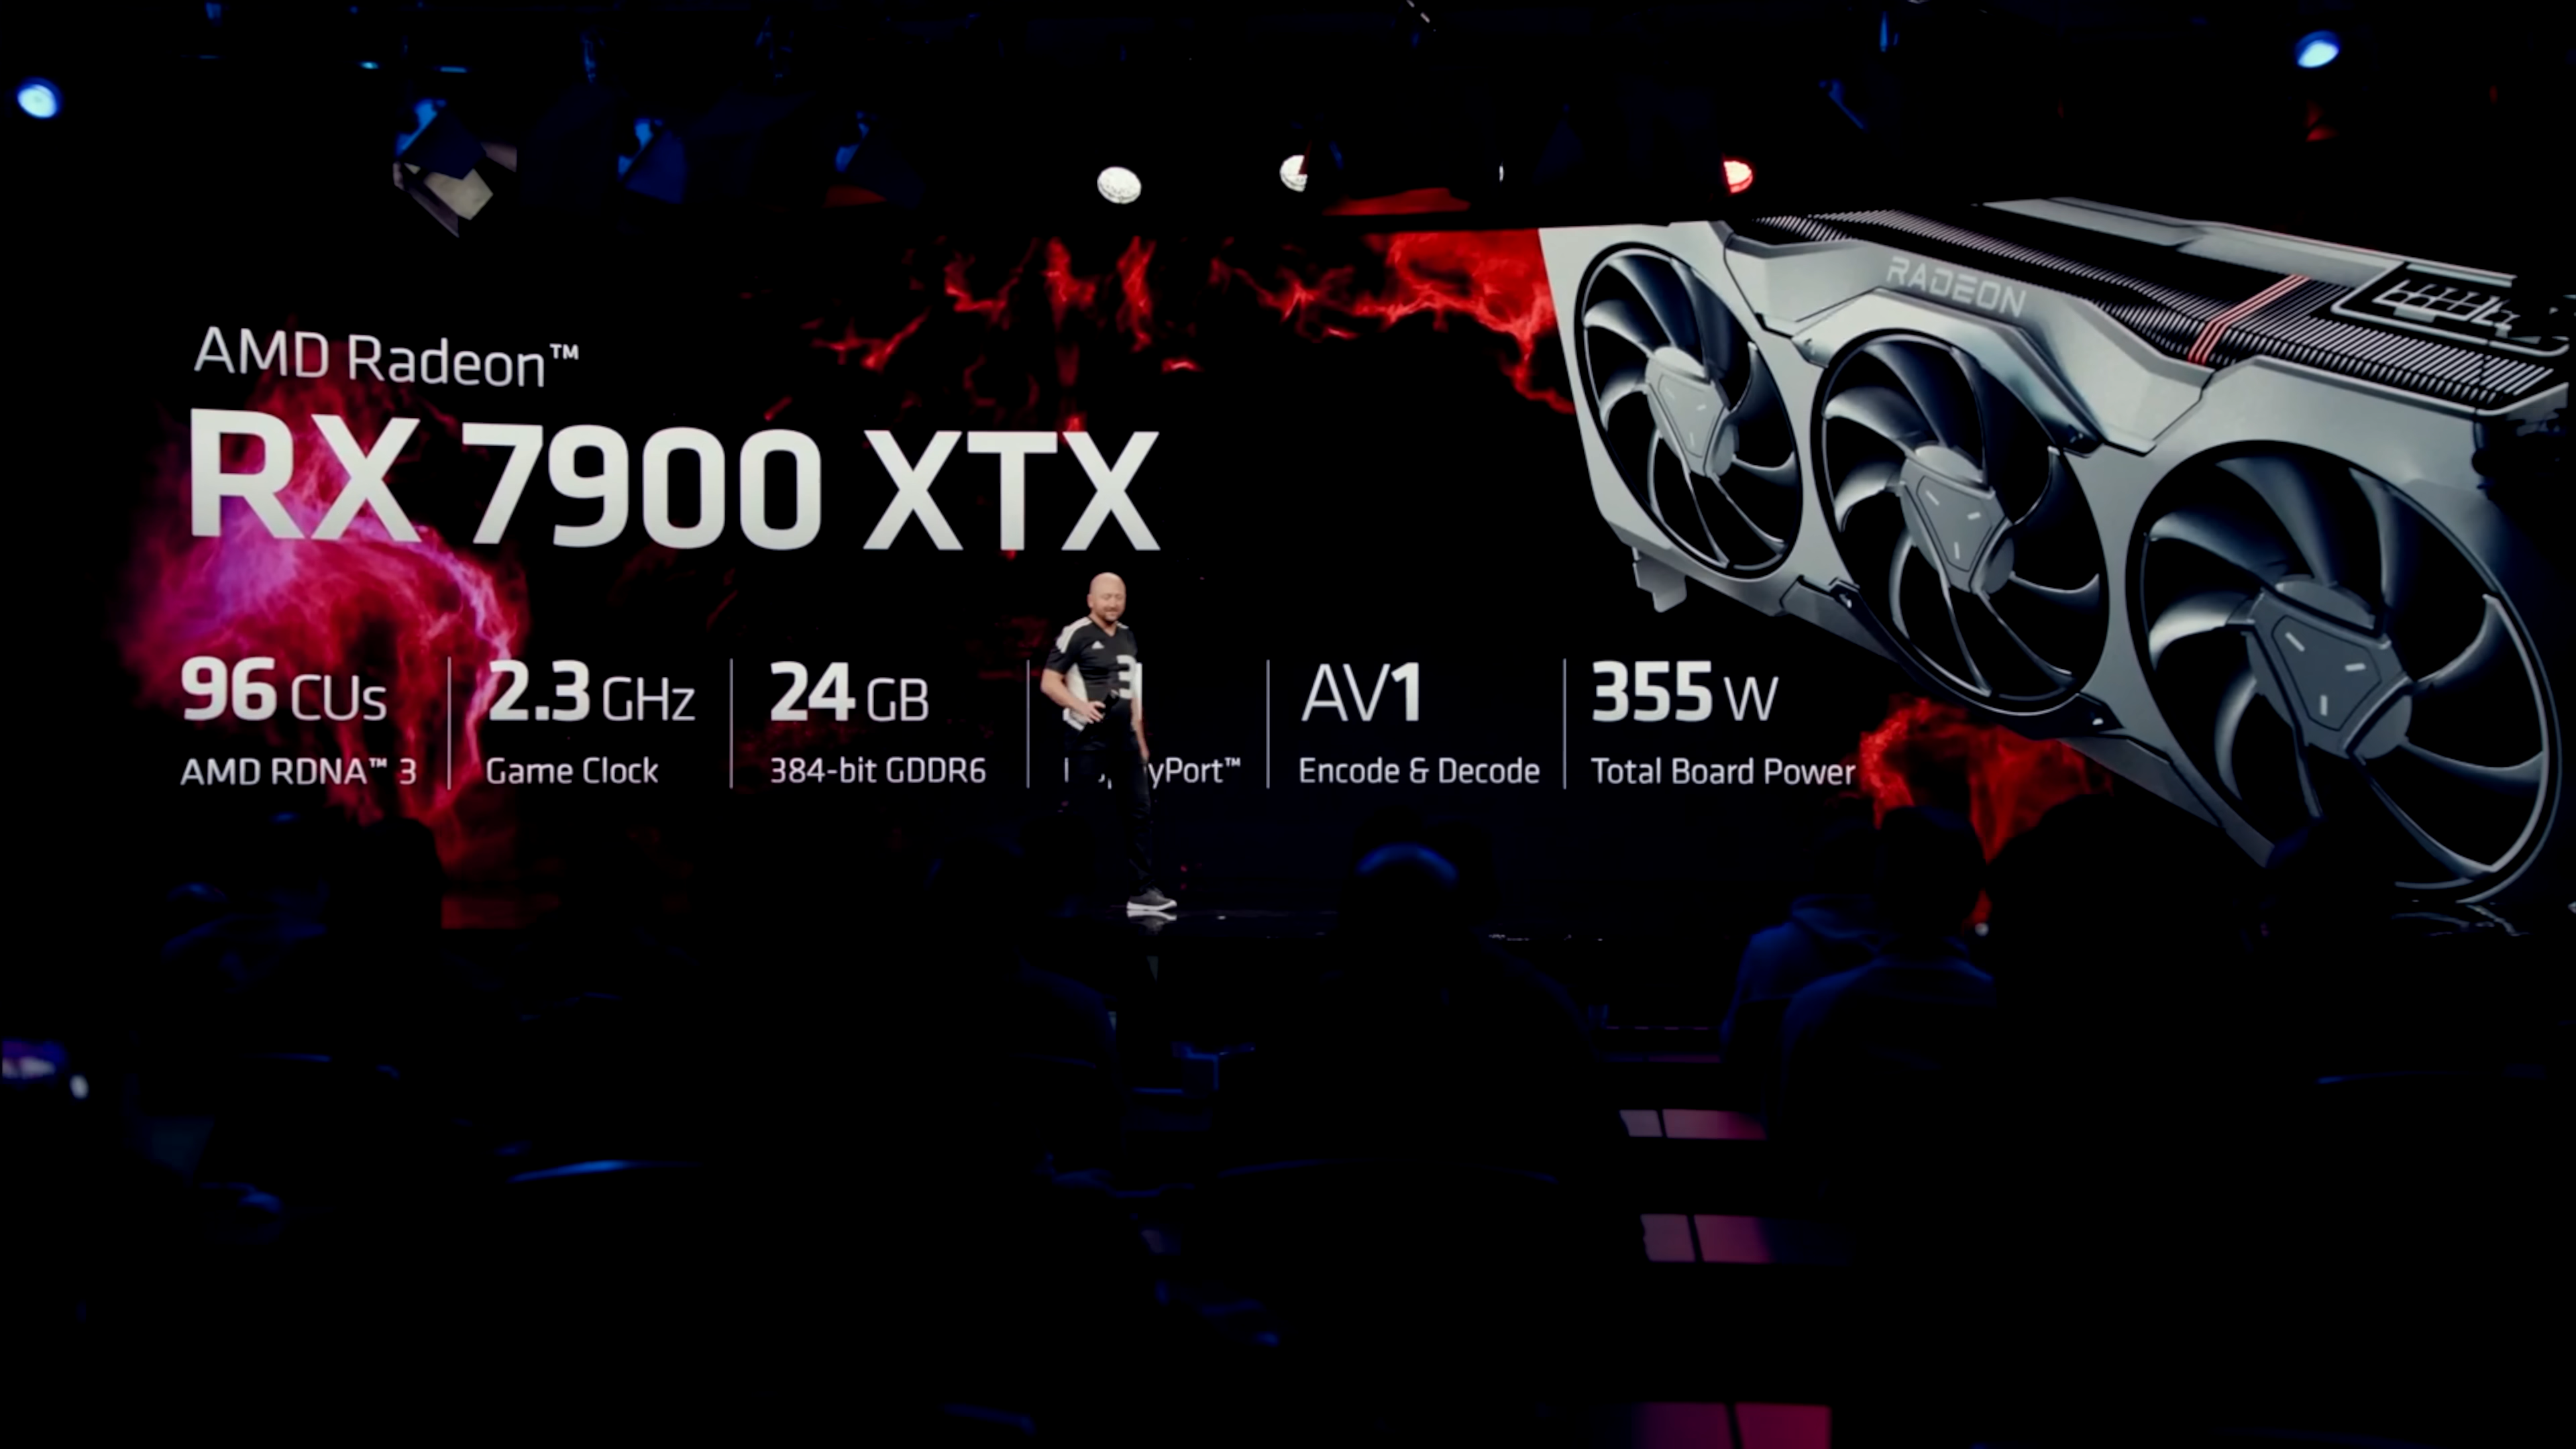 RADEON
AMD Radeon™
RX 7900 XTX
96 CUs
AMD RDNA™ 3
2.3 GHz
Game Clock
24 GB
384-bit GDDR6
AV1
Encode & Decode
355 W
Total Board Power